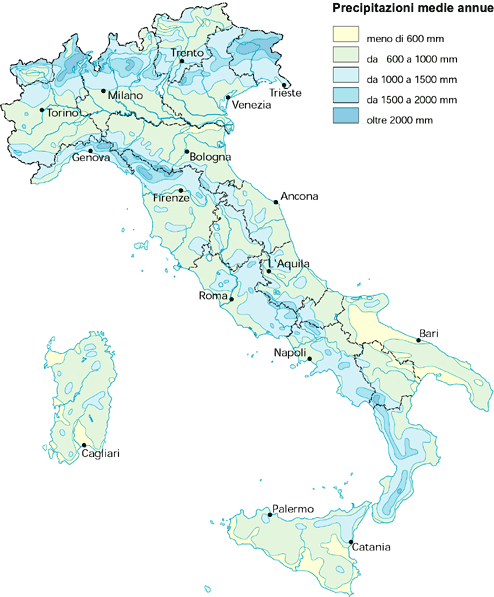 Precipitazioni medie annue
meno di 600 mm
da 600 a 1000 mm
da 1000 a 1500 mm
da 1500 a 2000 mm
oltre 2000 mm
Trento
Milano
Trieste
Venezia
Torino
Genova
Bologna
Firenze
Ancona
L'Aquila
Roma
Bari
Napoli
Cagliari
Palermo
Catania